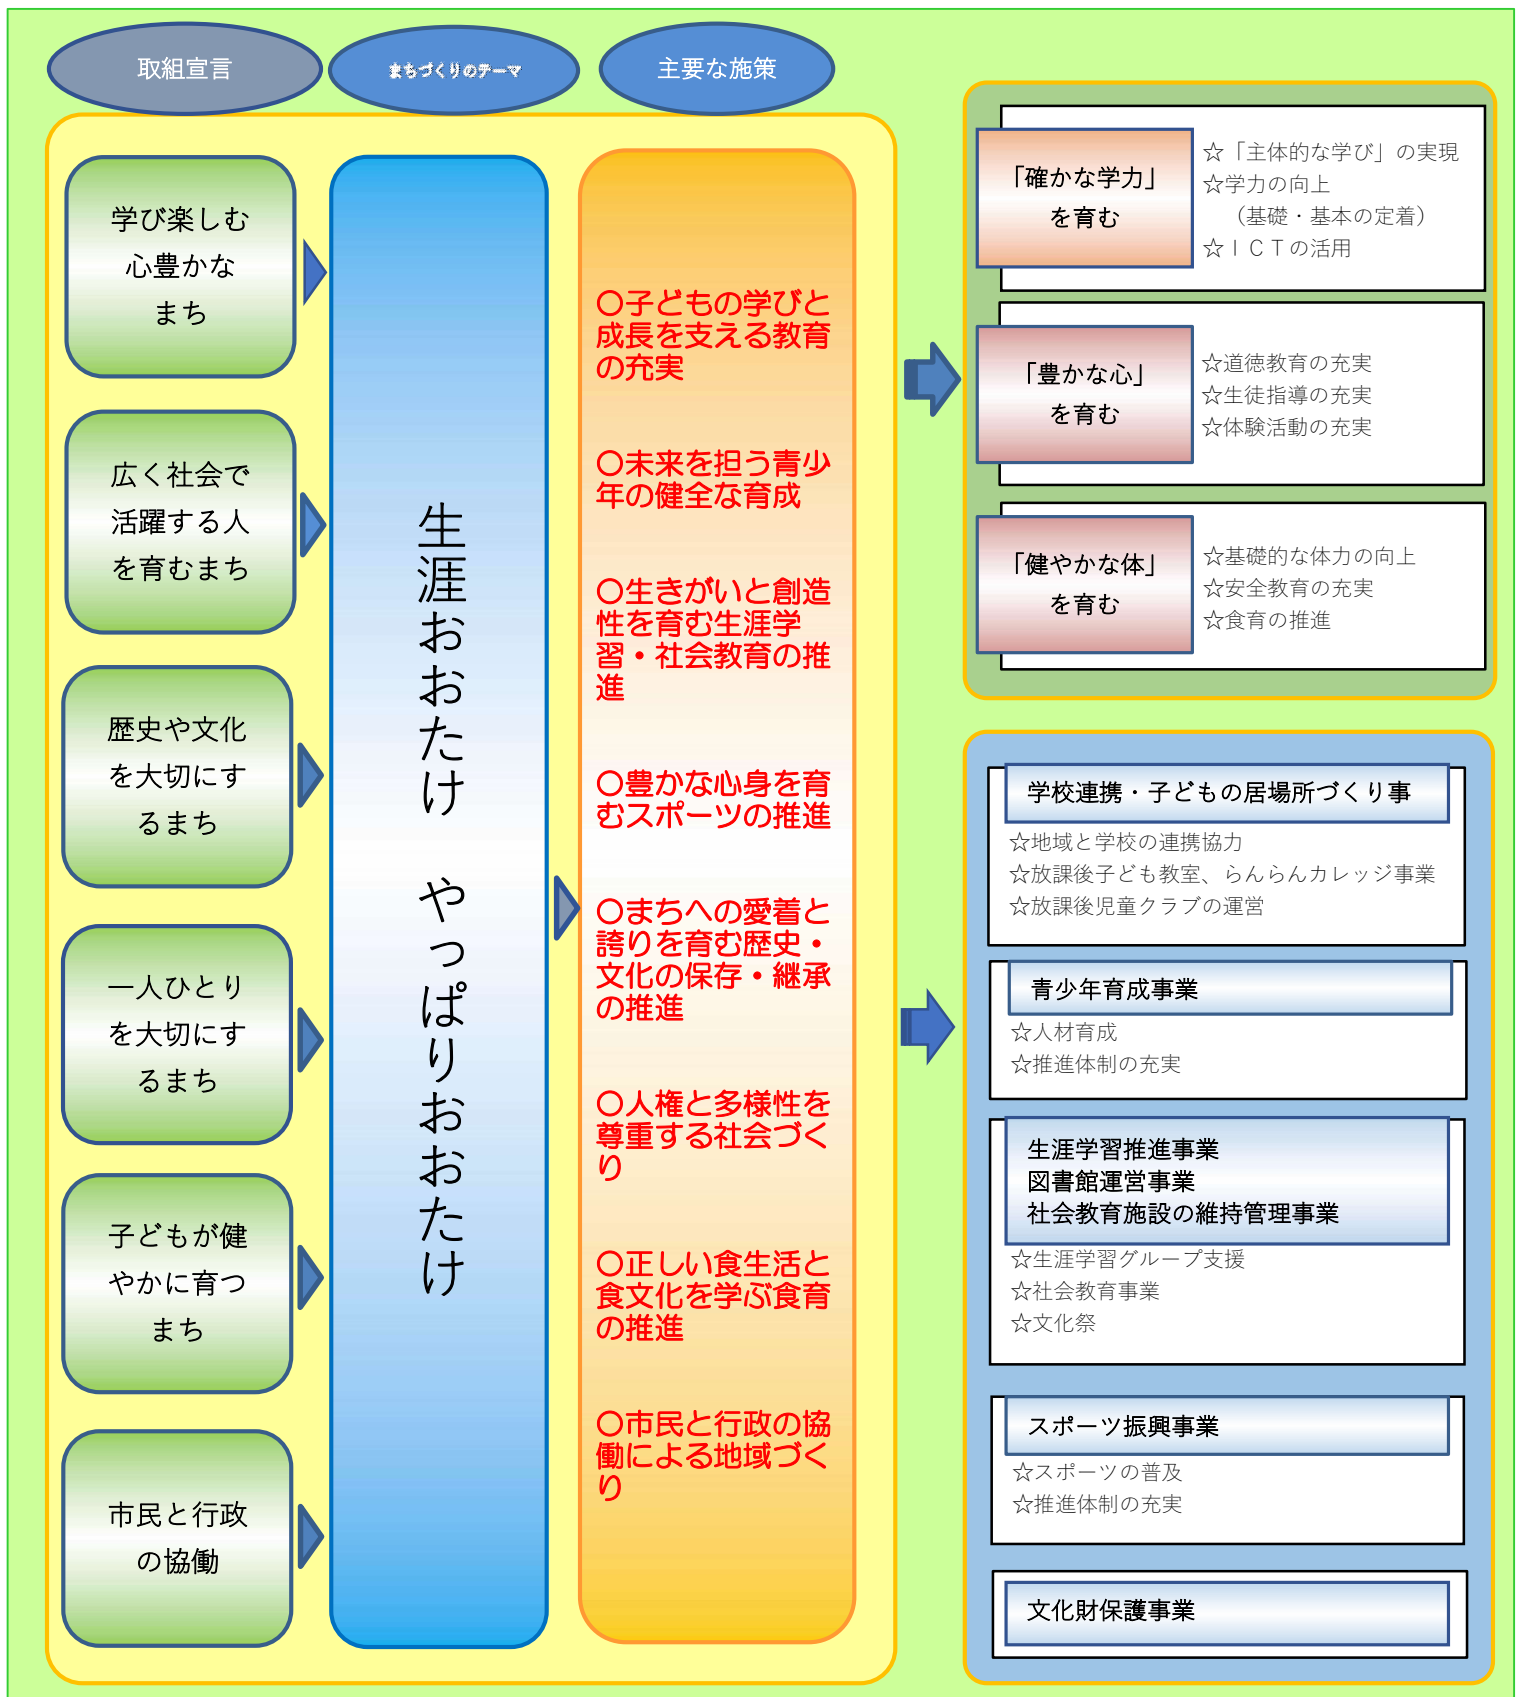 取組宣言
まちづくりのテーマ
主要な施策
学び楽しむ
心豊かな
まち
広く社会で
活躍する人
を育むまち
歴史や文化
を大切にす
るまち
一人ひとり
を大切にす
るまち
子どもが健
やかに育つ
まち
市民と行政
の協働
生涯おおたけ　やっぱりおおたけ
〇子どもの学びと
成長を支える教育
の充実
〇未来を担う青少
年の健全な育成
〇生きがいと創造
性を育む生涯学
習・社会教育の推
進
〇豊かな心身を育
むスポーツの推進
〇まちへの愛着と
誇りを育む歴史・
文化の保存・継承
の推進
〇人権と多様性を
尊重する社会づく
り
〇正しい食生活と
食文化を学ぶ食育
の推進
〇市民と行政の協
働による地域づく
り
「確かな学力」
を育む
☆「主体的な学び」の実現
☆学力の向上
（基礎・基本の定着）
☆ＩＣＴの活用
「豊かな心」
を育む
☆道徳教育の充実
☆生徒指導の充実
☆体験活動の充実
「健やかな体」
を育む
☆基礎的な体力の向上
☆安全教育の充実
☆食育の推進
学校連携・子どもの居場所づくり事
☆地域と学校の連携協力
☆放課後子ども教室、らんらんカレッジ事業
☆放課後児童クラブの運営
青少年育成事業
☆人材育成
☆推進体制の充実
生涯学習推進事業
図書館運営事業
社会教育施設の維持管理事業
☆生涯学習グループ支援
☆社会教育事業
☆文化祭
スポーツ振興事業
☆スポーツの普及
☆推進体制の充実
文化財保護事業